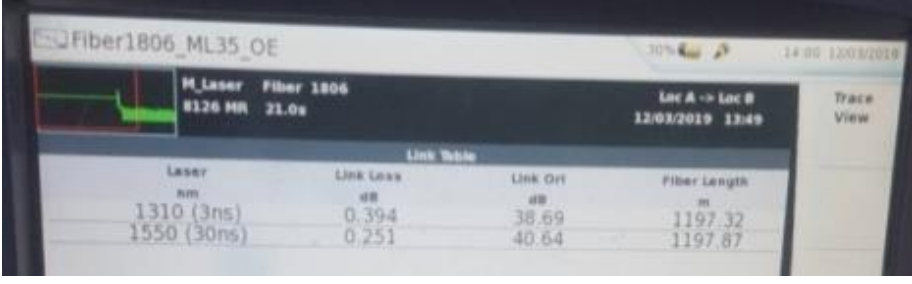 Fiber1806_ML35_OE
30%
14:00 12/03/2019
M_Laser Fiber 1806
8126 MR 21.0s
Loc A -> Loc B
12/03/2019 13:49
Trace
View
Link Table
Laser Link Loss Link Orl Fiber Length
nm dB dB m
1310 (3ns) 0.394 38.69 1197.32
1550 (30ns) 0.251 40.64 1197.87